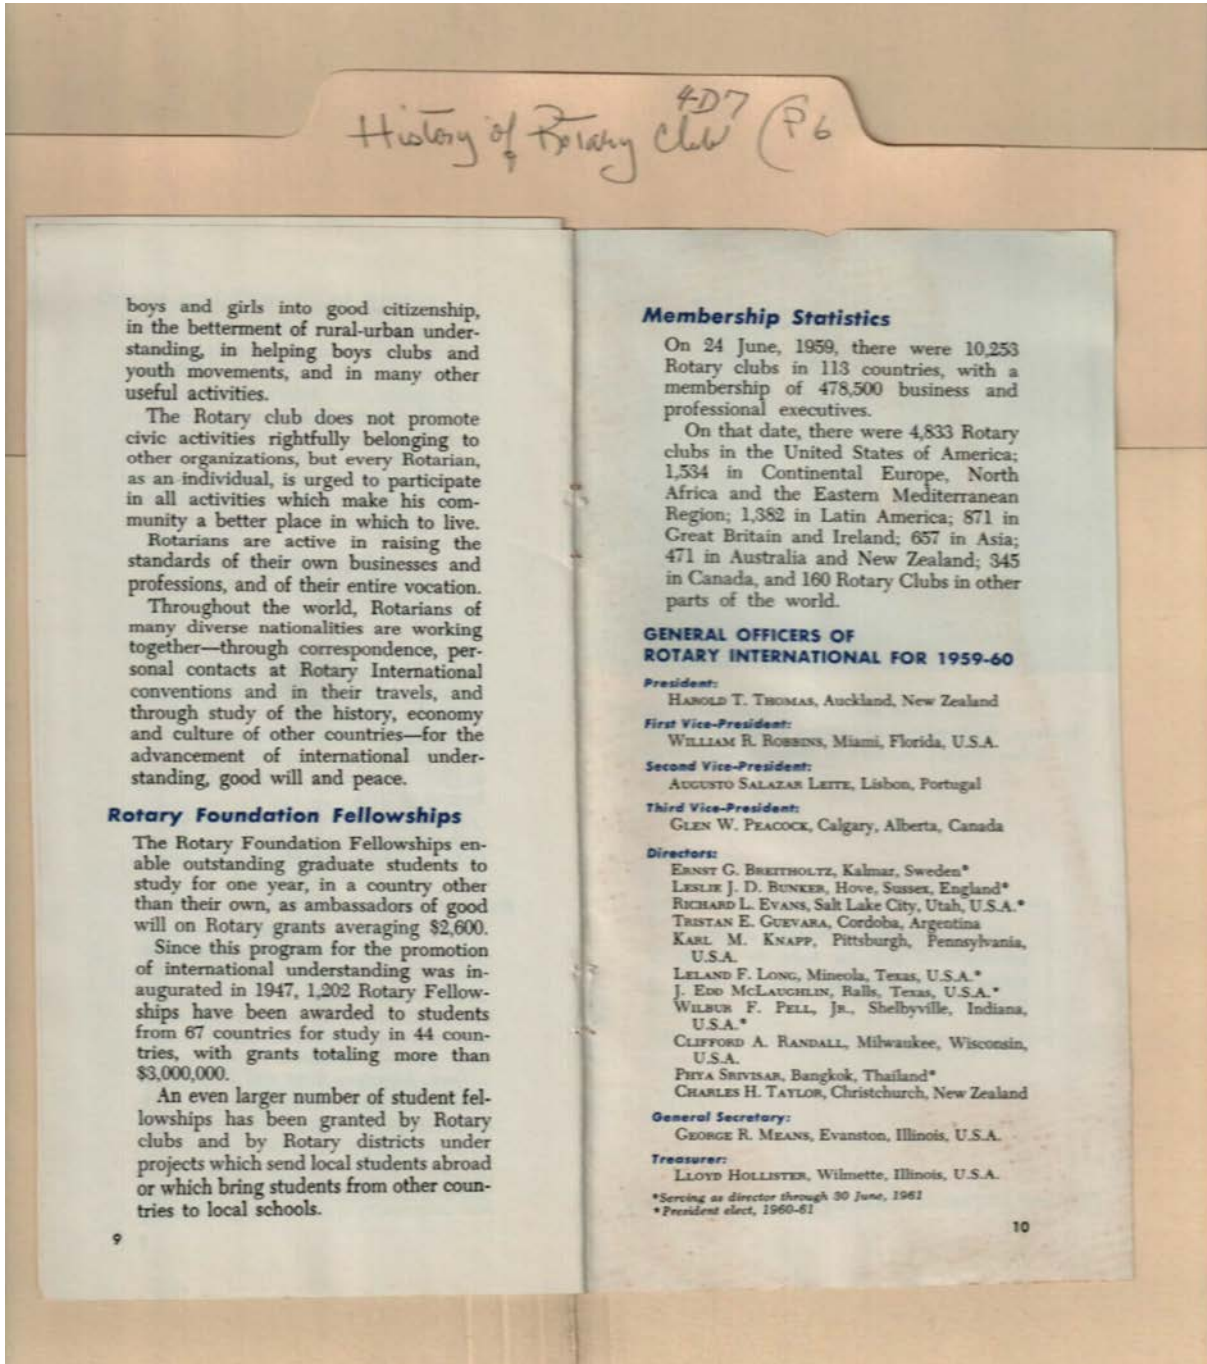 4D7
History of Rotary Club (P6
boys and girls into good citizenship,
in the betterment of rural-urban under-
standing, in helping boys clubs and
youth movements, and in many other
useful activities.
The Rotary club does not promote
civic activities rightfully belonging to
other organizations, but every Rotarian,
as an individual, is urged to participate
in all activities which make his com-
munity a better place in which to live.
Rotarians are active in raising the
standards of their own businesses and
professions, and of their entire vocation.
Throughout the world, Rotarians of
many diverse nationalities are working
together—through correspondence, per-
sonal contacts at Rotary International
conventions and in their travels, and
through study of the history, economy
and culture of other countries—for the
advancement of international under-
standing, good will and peace.
Rotary Foundation Fellowships
The Rotary Foundation Fellowships en-
able outstanding graduate students to
study for one year, in a country other
than their own, as ambassadors of good
will on Rotary grants averaging $2,600.
Since this program for the promotion
of international understanding was in-
augurated in 1947, 1,202 Rotary Fellow-
ships have been awarded to students
from 67 countries for study in 44 coun-
tries, with grants totaling more than
$3,000,000.
An even larger number of student fel-
lowships has been granted by Rotary
clubs and by Rotary districts under
projects which send local students abroad
or which bring students from other coun-
tries to local schools.
9
Membership Statistics
On 24 June, 1959, there were 10,253
Rotary clubs in 113 countries, with a
membership of 478,500 business and
professional executives.
On that date, there were 4,833 Rotary
clubs in the United States of America;
1,534 in Continental Europe, North
Africa and the Eastern Mediterranean
Region; 1,382 in Latin America; 871 in
Great Britain and Ireland; 657 in Asia;
471 in Australia and New Zealand; 345
in Canada, and 160 Rotary Clubs in other
parts of the world.
GENERAL OFFICERS OF
ROTARY INTERNATIONAL FOR 1959-60
President:
HAROLD T. THOMAS, Auckland, New Zealand
First Vice-President:
WILLIAM R. ROBBINS, Miami, Florida, U.S.A.
Second Vice-President:
AUGUSTO SALAZAR LEITE, Lisbon, Portugal
Third Vice-President:
GLEN W. PEACOCK, Calgary, Alberta, Canada
Directors:
ERNST G. BREITHOLTZ, Kalmar, Sweden*
LESLIE J. D. BUNKER, Hove, Sussex, England*
RICHARD L. EVANS, Salt Lake City, Utah, U.S.A.*
TRISTAN E. GUEVARA, Cordoba, Argentina
KARL M. KNAPP, Pittsburgh, Pennsylvania,
U.S.A.
LELAND F. LONG, Mineola, Texas, U.S.A.*
J. EDD MCLAUGHLIN, Ralls, Texas, U.S.A.*
WILBUR F. PELL, JR., Shelbyville, Indiana,
U.S.A.*
CLIFFORD A. RANDALL, Milwaukee, Wisconsin,
U.S.A.
PHYA SRIVISAR, Bangkok, Thailand*
CHARLES H. TAYLOR, Christchurch, New Zealand
General Secretary:
GEORGE R. MEANS, Evanston, Illinois, U.S.A.
Treasurer:
LLOYD HOLLISTER, Wilmette, Illinois, U.S.A.
*Serving as director through 30 June, 1961
*President elect, 1960-61
10